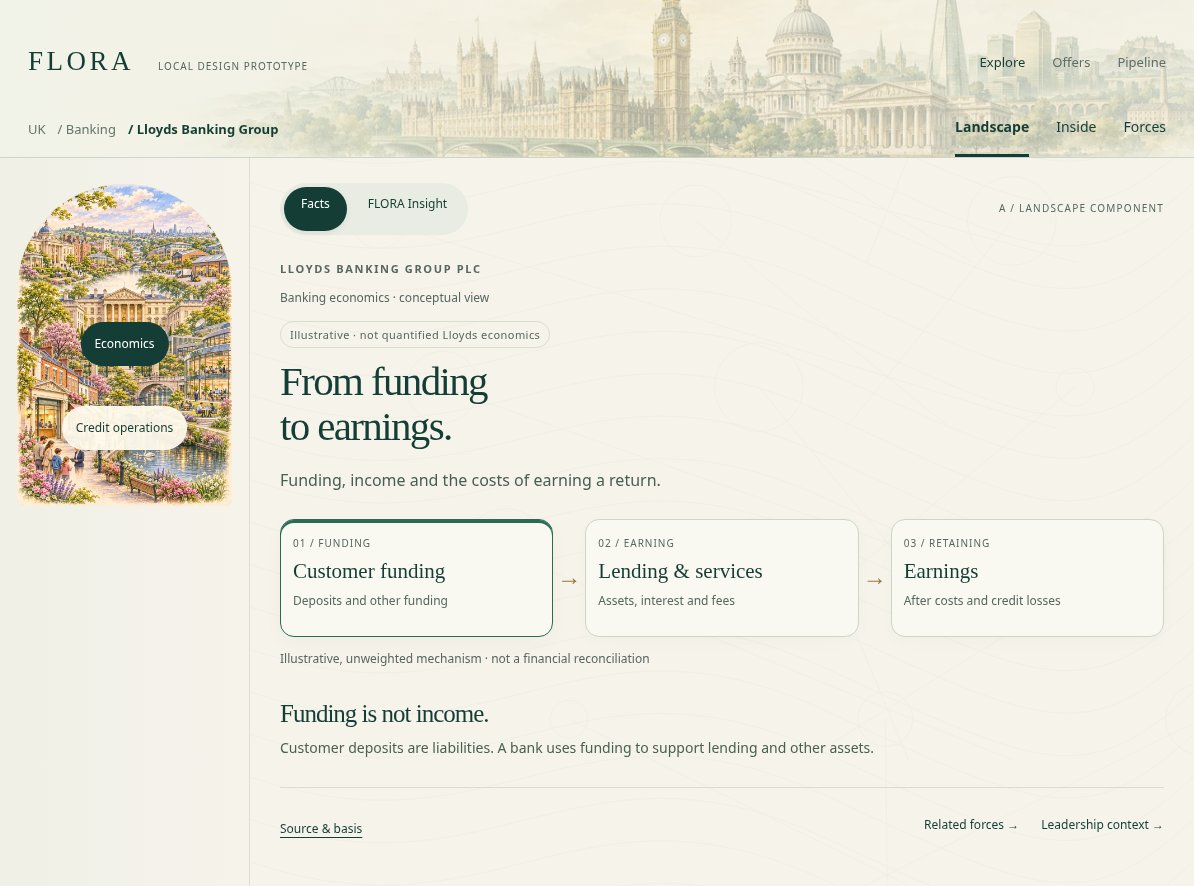 FLORA
LOCAL DESIGN PROTOTYPE
Explore
Offers
Pipeline
UK / Banking / Lloyds Banking Group
Landscape
Inside
Forces
Economics
Credit operations
Facts
FLORA Insight
A / LANDSCAPE COMPONENT
LLOYDS BANKING GROUP PLC
Banking economics · conceptual view
Illustrative · not quantified Lloyds economics
From funding
to earnings.
Funding, income and the costs of earning a return.
01 / FUNDING
Customer funding
Deposits and other funding
→
02 / EARNING
Lending & services
Assets, interest and fees
→
03 / RETAINING
Earnings
After costs and credit losses
Illustrative, unweighted mechanism · not a financial reconciliation
Funding is not income.
Customer deposits are liabilities. A bank uses funding to support lending and other assets.
Source & basis
Related forces →
Leadership context →